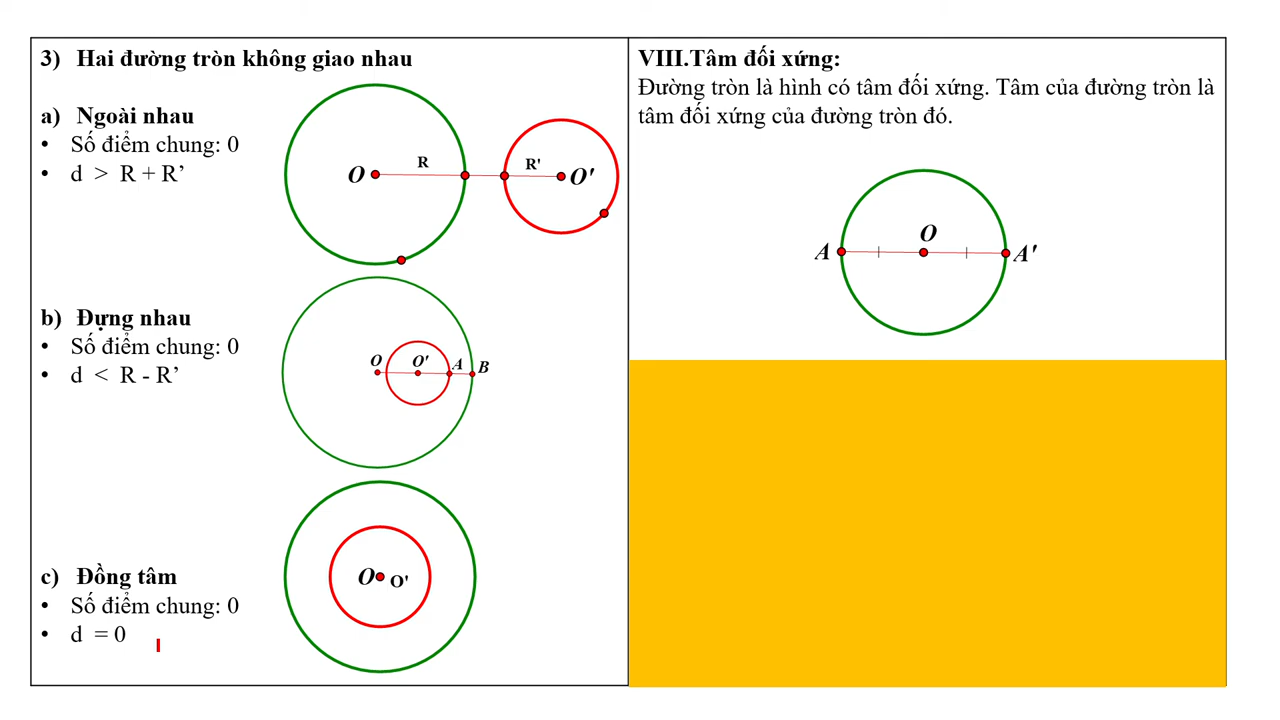 3) Hai đường tròn không giao nhau
a) Ngoài nhau
• Số điểm chung: 0
• d > R + R’
O R R' O'
b) Đựng nhau
• Số điểm chung: 0
• d < R - R’
O O' A B
c) Đồng tâm
• Số điểm chung: 0
• d = 0
O O'
VIII.Tâm đối xứng:
Đường tròn là hình có tâm đối xứng. Tâm của đường tròn là
tâm đối xứng của đường tròn đó.
A O A'